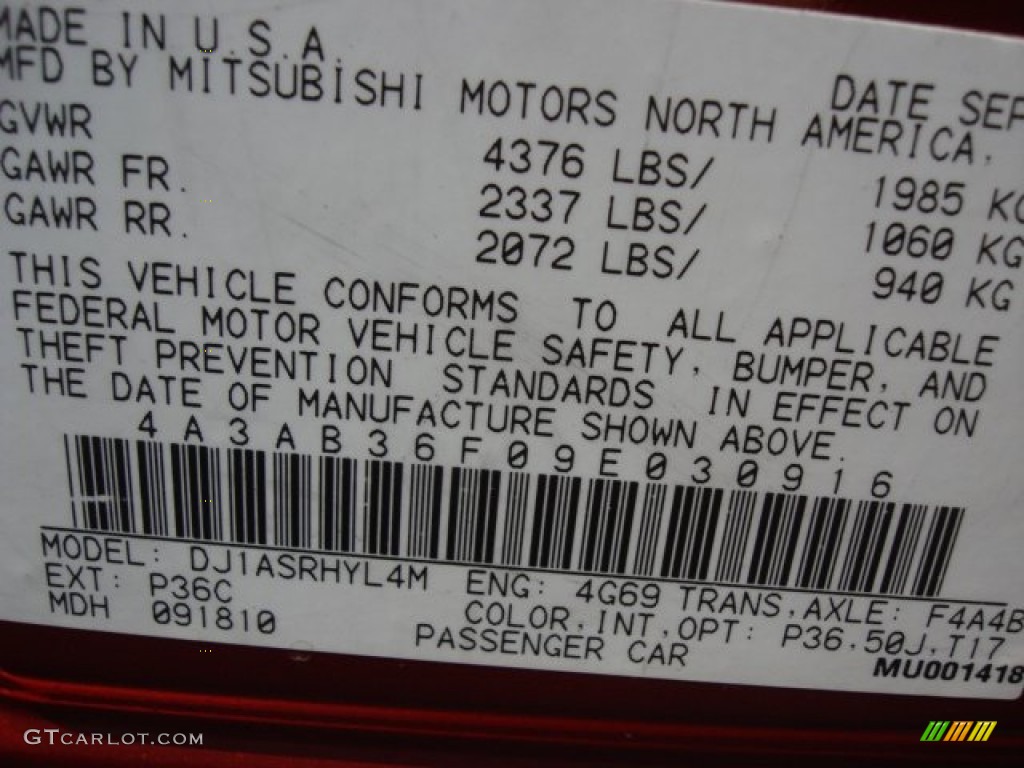 MADE IN U.S.A. DATE SEP
MFD BY MITSUBISHI MOTORS NORTH AMERICA,
GVWR 4376 LBS/ 1985 KG
GAWR FR. 2337 LBS/ 1060 KG
GAWR RR. 2072 LBS/ 940 KG
THIS VEHICLE CONFORMS TO ALL APPLICABLE
FEDERAL MOTOR VEHICLE SAFETY, BUMPER, AND
THEFT PREVENTION STANDARDS IN EFFECT ON
THE DATE OF MANUFACTURE SHOWN ABOVE.
4A3AB36F09E030916
MODEL: DJ1ASRHYL4M ENG: 4G69 TRANS,AXLE: F4A4B
EXT: P36C COLOR,INT,OPT: P36.50J,T17
MDH 091810 PASSENGER CAR
MU001418
GTCARLOT.COM